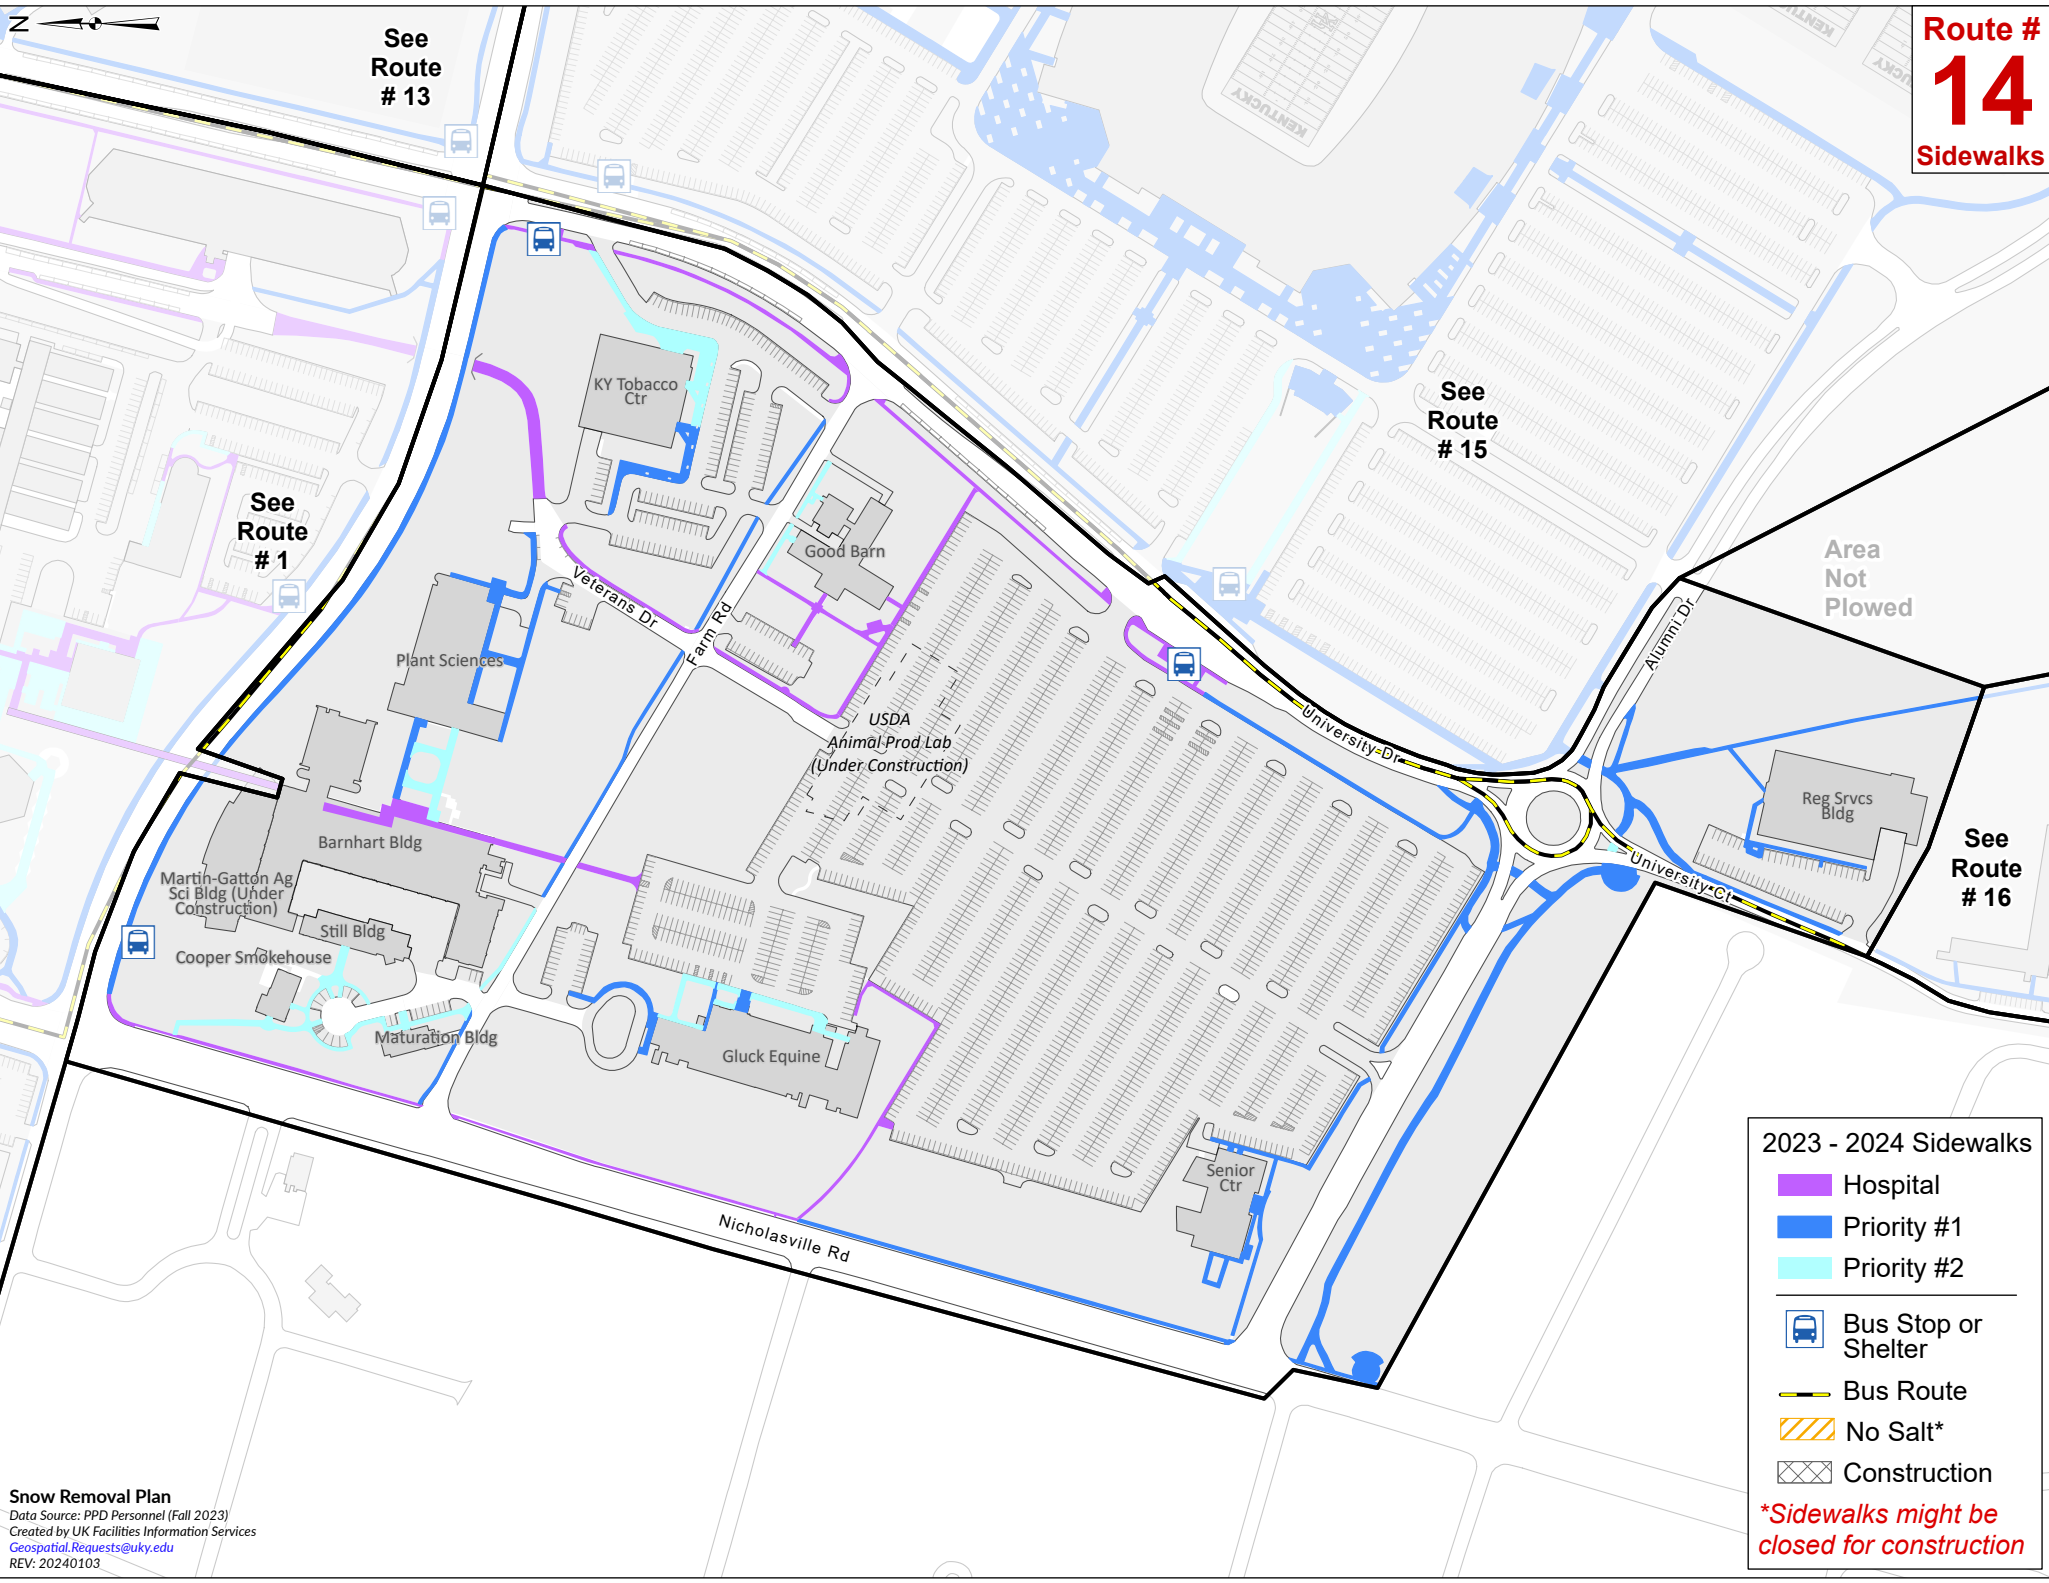 N
See
Route
# 13
Route #
14
Sidewalks
KENTUCKY
KENTUCKY
KENTUCKY
KENTUCKY
KY Tobacco
Ctr
See
Route
# 15
See
Route
# 1
Good Barn
Area
Not
Plowed
Veterans Dr
Farm Rd
Alumni Dr
Plant Sciences
USDA
Animal Prod Lab
(Under Construction)
University Dr
Reg Srvcs
Bldg
Barnhart Bldg
See
Route
# 16
University Ct
Martin-Gatton Ag
Sci Bldg (Under
Construction)
Still Bldg
Cooper Smokehouse
Maturation Bldg
Gluck Equine
Senior
Ctr
Nicholasville Rd
2023 - 2024 Sidewalks
Hospital
Priority #1
Priority #2
Bus Stop or
Shelter
Bus Route
No Salt*
Construction
*Sidewalks might be
closed for construction
Snow Removal Plan
Data Source: PPD Personnel (Fall 2023)
Created by UK Facilities Information Services
Geospatial.Requests@uky.edu
REV: 20240103